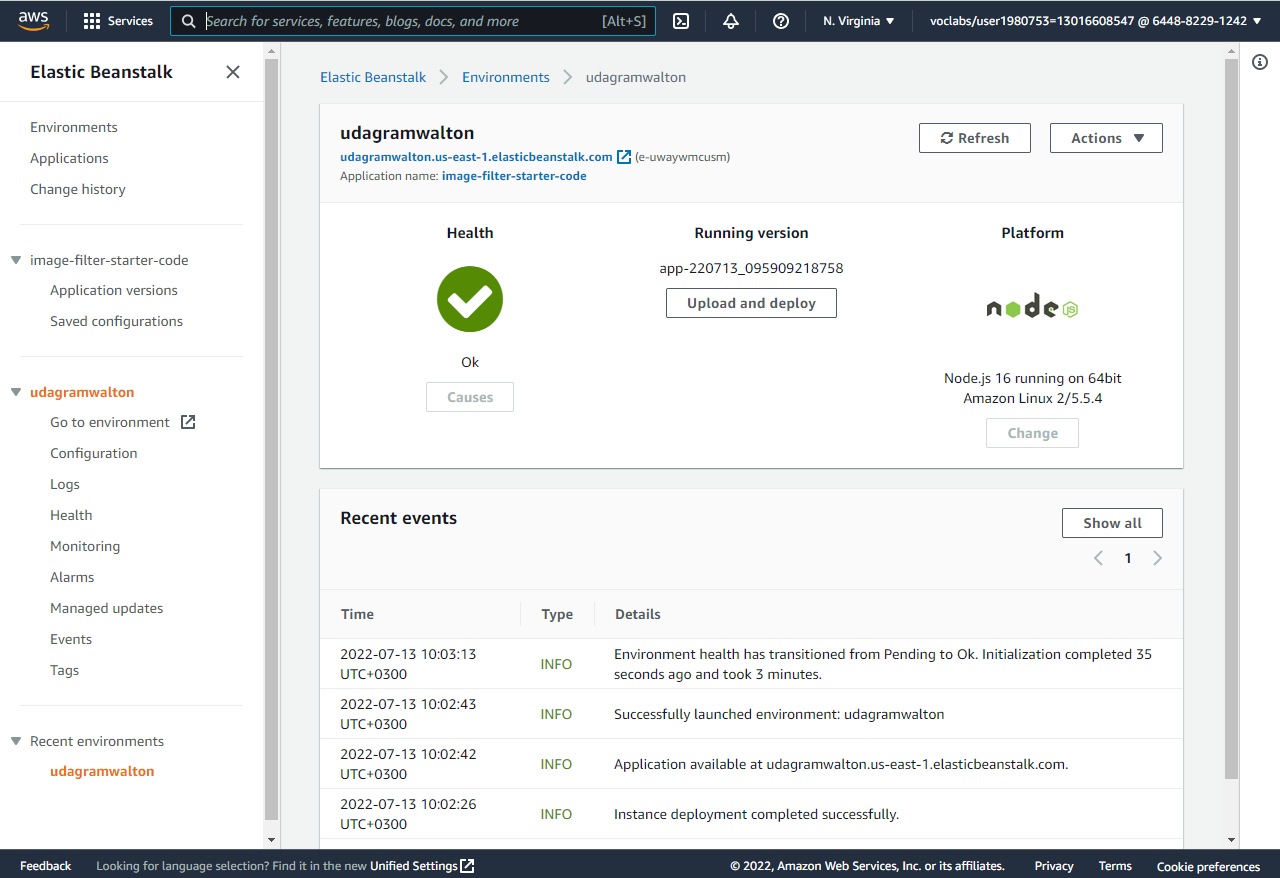 aws
Services
Search for services, features, blogs, docs, and more [Alt+S]
N. Virginia
voclabs/user1980753=13016608547 @ 6448-8229-1242
Elastic Beanstalk
Environments
Applications
Change history
image-filter-starter-code
Application versions
Saved configurations
udagramwalton
Go to environment
Configuration
Logs
Health
Monitoring
Alarms
Managed updates
Events
Tags
Recent environments
udagramwalton
Elastic Beanstalk Environments udagramwalton
udagramwalton
udagramwalton.us-east-1.elasticbeanstalk.com (e-uwaywmcusm)
Application name: image-filter-starter-code
Refresh
Actions
Health
Ok
Causes
Running version
app-220713_095909218758
Upload and deploy
Platform
node JS
Node.js 16 running on 64bit
Amazon Linux 2/5.5.4
Change
Recent events
Show all
1
Time Type Details
2022-07-13 10:03:13
UTC+0300
INFO
Environment health has transitioned from Pending to Ok. Initialization completed 35
seconds ago and took 3 minutes.
2022-07-13 10:02:43
UTC+0300
INFO
Successfully launched environment: udagramwalton
2022-07-13 10:02:42
UTC+0300
INFO
Application available at udagramwalton.us-east-1.elasticbeanstalk.com.
2022-07-13 10:02:26
UTC+0300
INFO
Instance deployment completed successfully.
Feedback
Looking for language selection? Find it in the new Unified Settings
© 2022, Amazon Web Services, Inc. or its affiliates.
Privacy
Terms
Cookie preferences